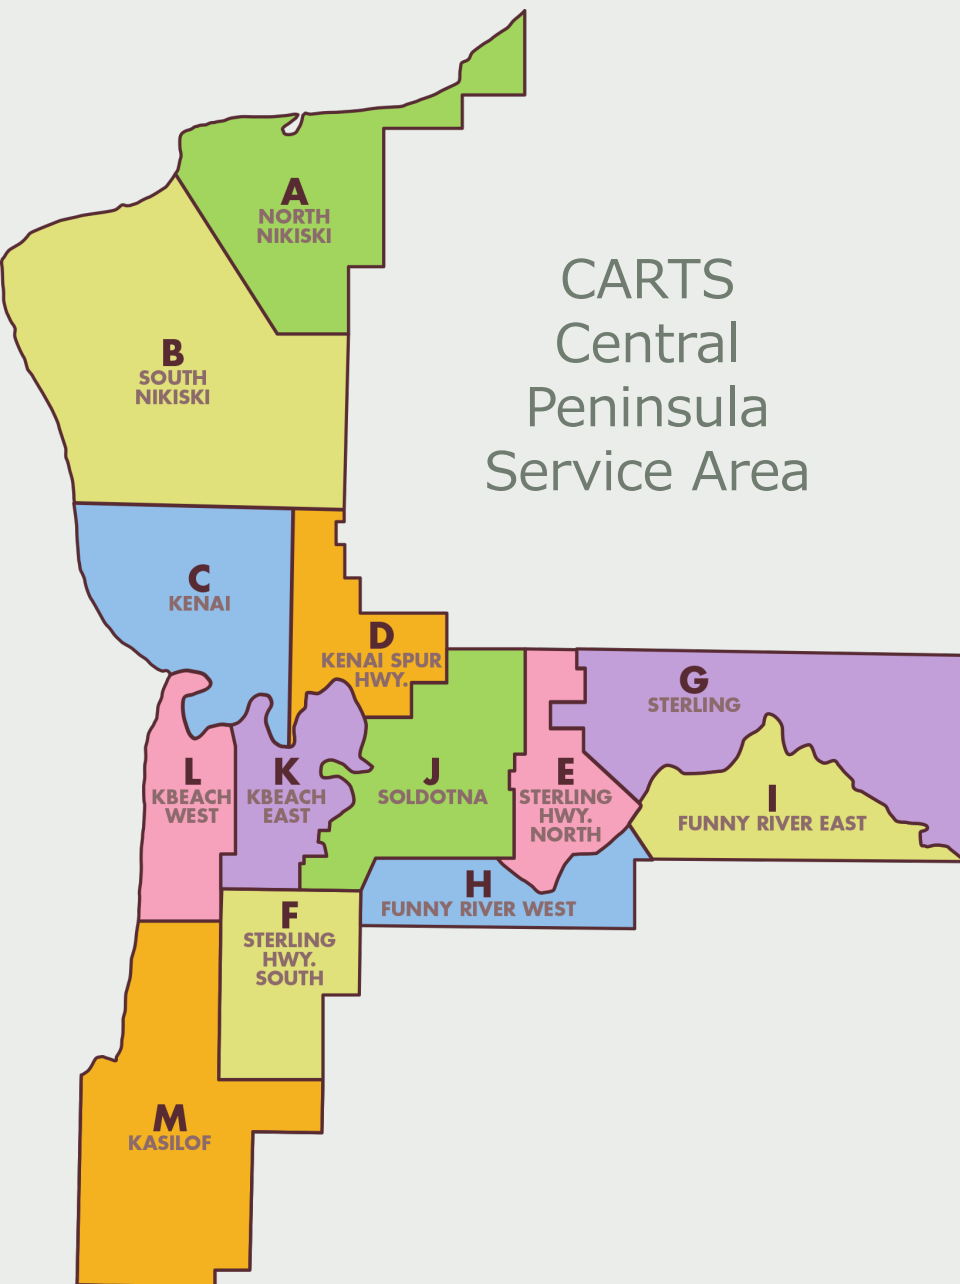 A
NORTH
NIKISKI
CARTS
Central
Peninsula
Service Area
B
SOUTH
NIKISKI
C
KENAI
D
KENAI SPUR
HWY.
G
STERLING
L
KBEACH
WEST
K
KBEACH
EAST
J
SOLDOTNA
E
STERLING
HWY.
NORTH
I
FUNNY RIVER EAST
H
FUNNY RIVER WEST
F
STERLING
HWY.
SOUTH
M
KASILOF